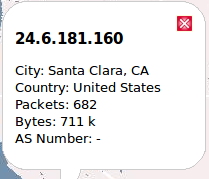 24.6.181.160
City: Santa Clara, CA
Country: United States
Packets: 682
Bytes: 711 k
AS Number: -